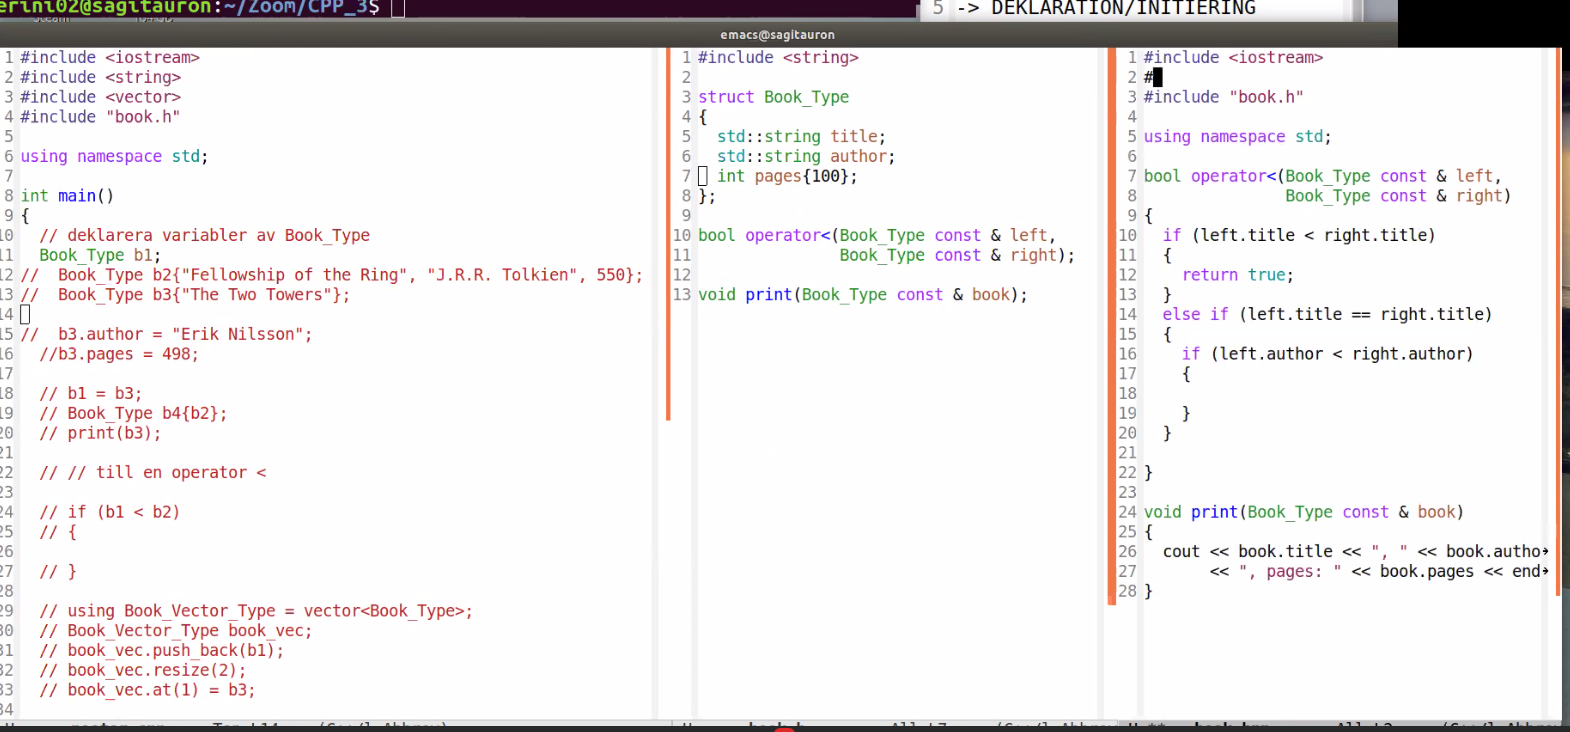 erini02@sagitauron:~/Zoom/CPP_3$
5 -> DEKLARATION/INITIERING
emacs@sagitauron
1 #include <iostream>
2 #include <string>
3 #include <vector>
4 #include "book.h"
5
6 using namespace std;
7
8 int main()
9 {
10 // deklarera variabler av Book_Type
11 Book_Type b1;
12 // Book_Type b2{"Fellowship of the Ring", "J.R.R. Tolkien", 550};
13 // Book_Type b3{"The Two Towers"};
14
15 // b3.author = "Erik Nilsson";
16 //b3.pages = 498;
17
18 // b1 = b3;
19 // Book_Type b4{b2};
20 // print(b3);
21
22 // // till en operator <
23
24 // if (b1 < b2)
25 // {
26
27 // }
28
29 // using Book_Vector_Type = vector<Book_Type>;
30 // Book_Vector_Type book_vec;
31 // book_vec.push_back(b1);
32 // book_vec.resize(2);
33 // book_vec.at(1) = b3;
34
1 #include <string>
2
3 struct Book_Type
4 {
5 std::string title;
6 std::string author;
7 int pages{100};
8 };
9
10 bool operator<(Book_Type const & left,
11 Book_Type const & right);
12
13 void print(Book_Type const & book);
1 #include <iostream>
2 #
3 #include "book.h"
4
5 using namespace std;
6
7 bool operator<(Book_Type const & left,
8 Book_Type const & right)
9 {
10 if (left.title < right.title)
11 {
12 return true;
13 }
14 else if (left.title == right.title)
15 {
16 if (left.author < right.author)
17 {
18
19 }
20 }
21
22 }
23
24 void print(Book_Type const & book)
25 {
26 cout << book.title << ", " << book.autho
27 << ", pages: " << book.pages << end
28 }